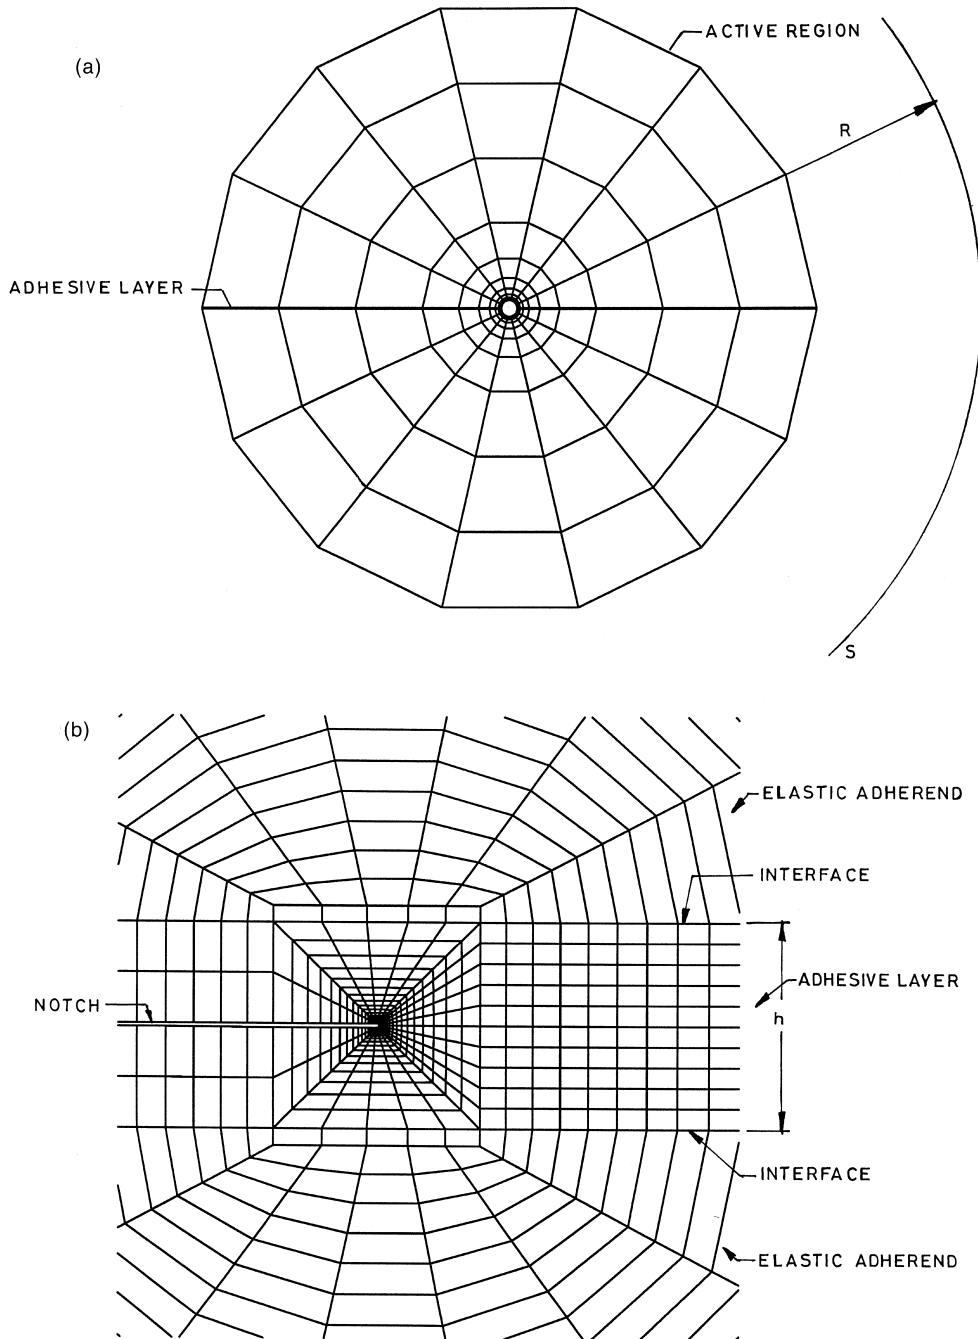 (a)
ACTIVE REGION
R
ADHESIVE LAYER
S
(b)
ELASTIC ADHEREND
INTERFACE
ADHESIVE LAYER
NOTCH
h
INTERFACE
ELASTIC ADHEREND